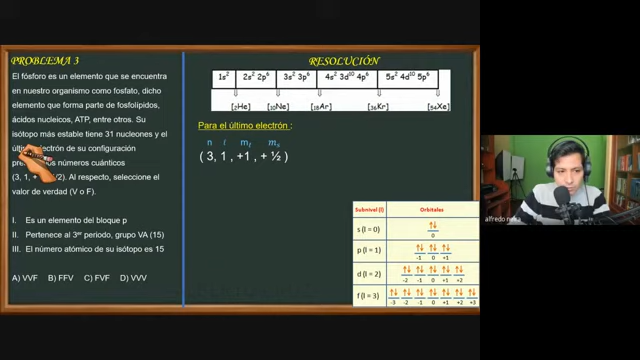 PROBLEMA 3
El fósforo es un elemento que se encuentra
en nuestro organismo como fosfato, dicho
elemento que forma parte de fosfolípidos,
ácidos nucleicos, ATP, entre otros. Su
isótopo más estable tiene 31 nucleones y el
electrón de su configuración
números cuánticos
(3, 1, + /2). Al respecto, seleccione el
valor de verdad (V o F).
I. Es un elemento del bloque p
II. Pertenece al 3er periodo, grupo VA (15)
III. El número atómico de su isótopo es 15
A) VVF B) FFV C) FVF D) VVV
RESOLUCIÓN
1s² 2s² 2p⁶ 3s² 3p⁶ 4s² 3d¹⁰ 4p⁶ 5s² 4d¹⁰ 5p⁶
[₂He] [₁₀Ne] [₁₈Ar] [₃₆Kr] [₅₄Xe]
Para el último electrón :
n l mₗ mₛ
( 3, 1 , +1 , + ½ )
Subnivel (l) Orbitales
s (l = 0) ↑↓
0
p (l = 1) ↑↓ ↑↓ ↑↓
-1 0 +1
d (l = 2) ↑↓ ↑↓ ↑↓ ↑↓ ↑↓
-2 -1 0 +1 +2
f (l = 3) ↑↓ ↑↓ ↑↓ ↑↓ ↑↓ ↑↓ ↑↓
-3 -2 -1 0 +1 +2 +3
alfredo